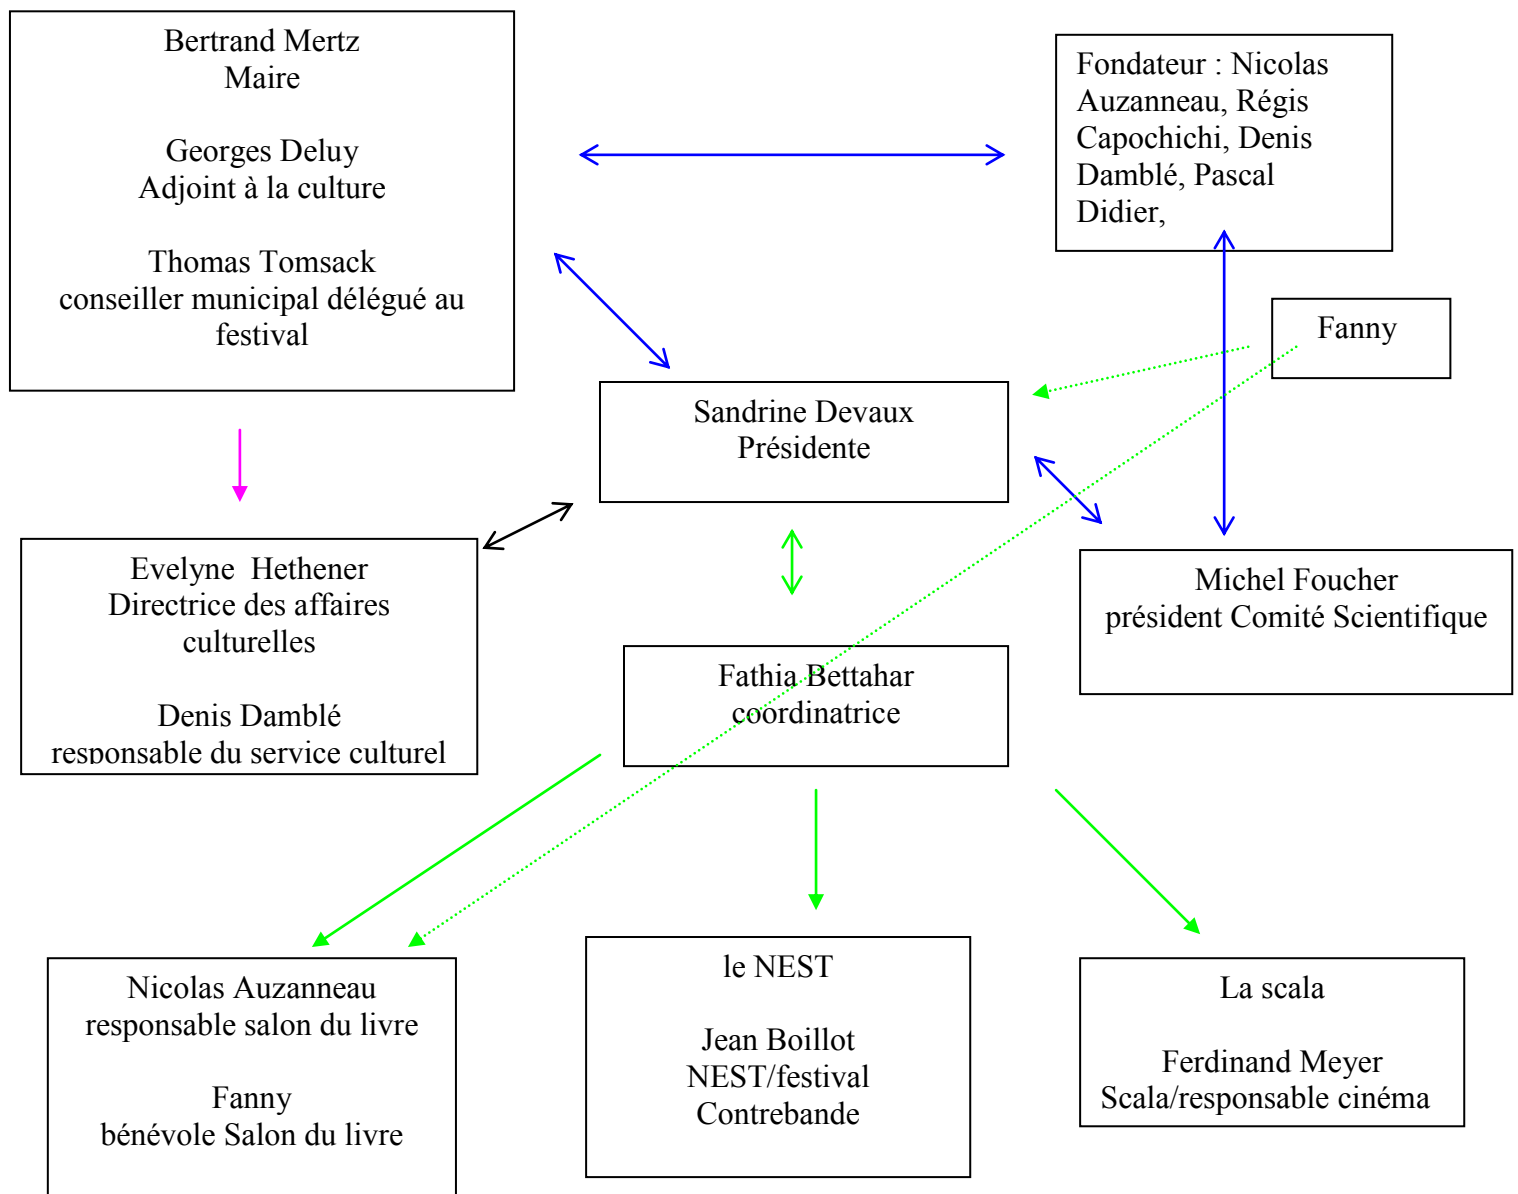 Bertrand Mertz
Maire
Georges Deluy
Adjoint à la culture
Thomas Tomsack
conseiller municipal délégué au
festival
Fondateur : Nicolas
Auzanneau, Régis
Capochichi, Denis
Damblé, Pascal
Didier,
Fanny
Sandrine Devaux
Présidente
Evelyne  Hethener
Directrice des affaires
culturelles
Denis Damblé
responsable du service culturel
Michel Foucher
président Comité Scientifique
Fathia Bettahar
coordinatrice
Nicolas Auzanneau
responsable salon du livre
Fanny
bénévole Salon du livre
le NEST
Jean Boillot
NEST/festival
Contrebande
La scala
Ferdinand Meyer
Scala/responsable cinéma